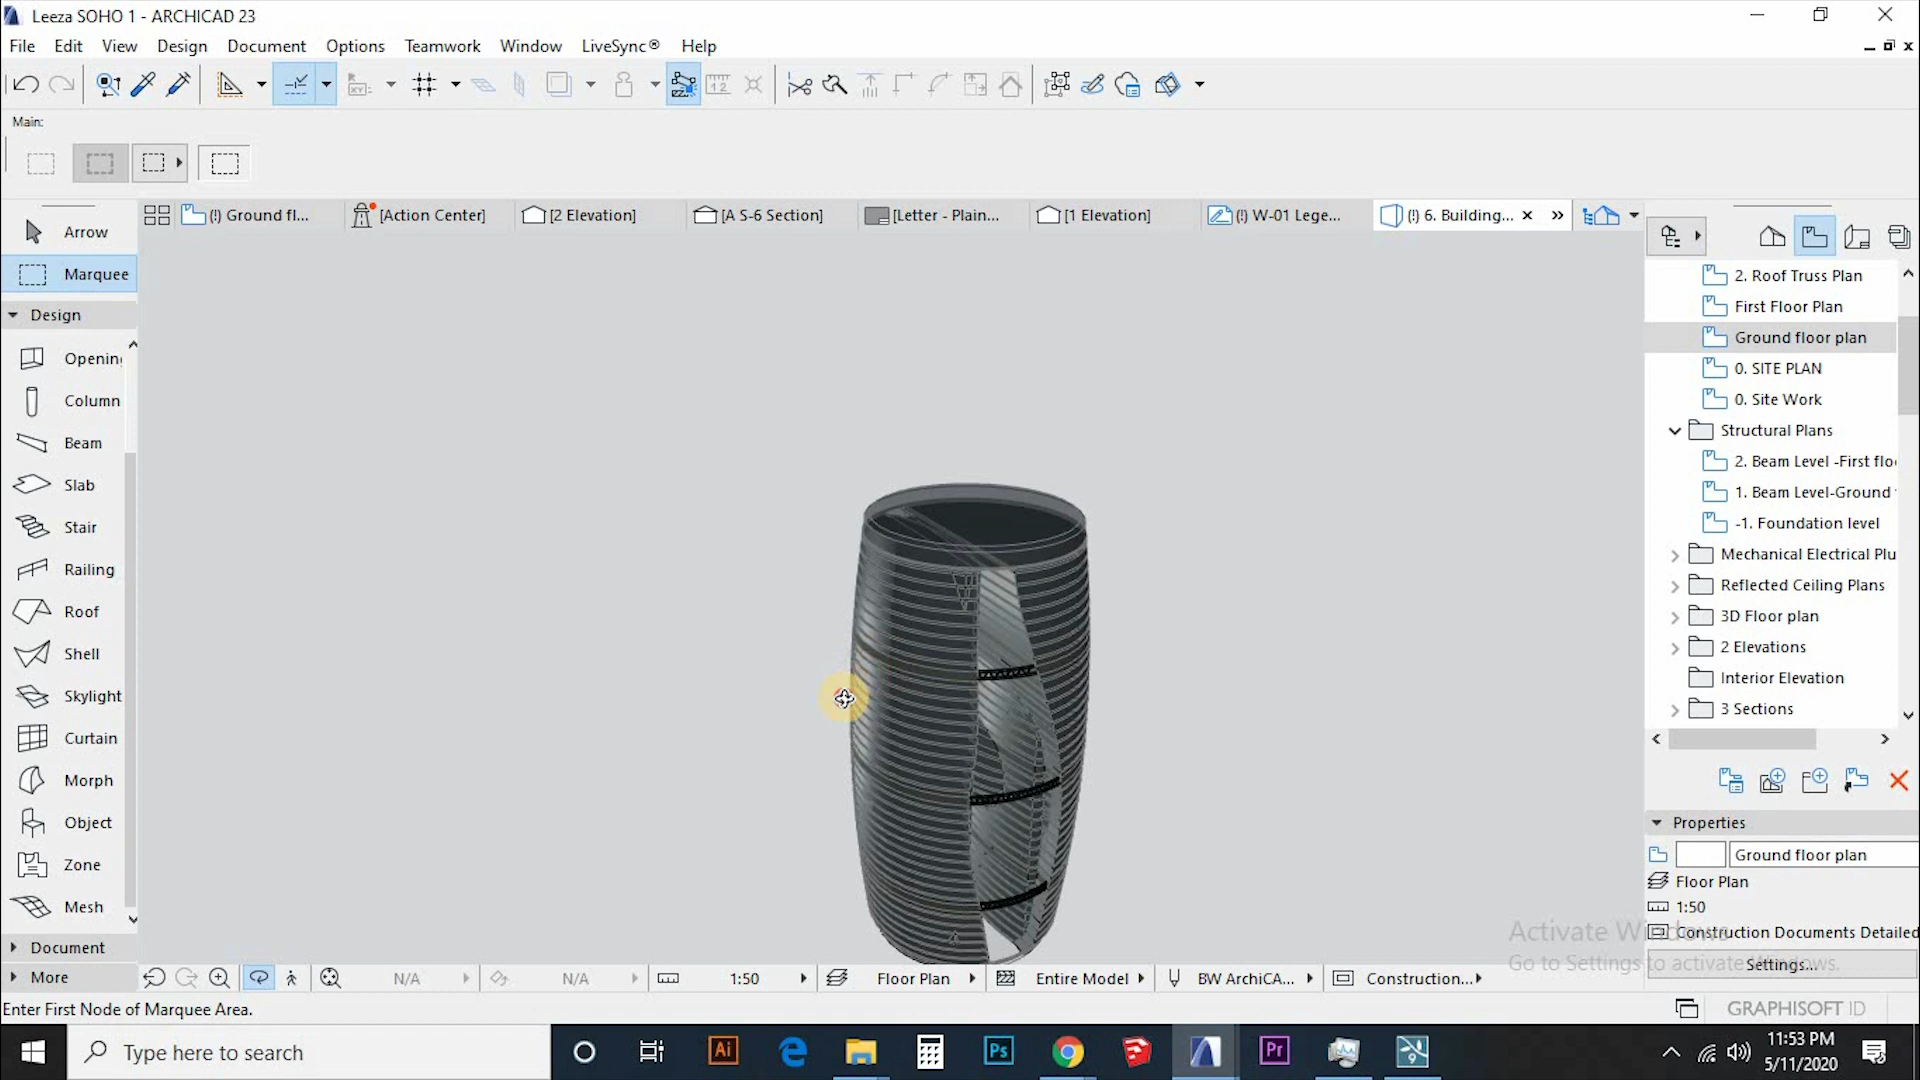 Leeza SOHO 1 - ARCHICAD 23
File Edit View Design Document Options Teamwork Window LiveSync® Help
Main:
(!) Ground fl... [Action Center] [2 Elevation] [A S-6 Section] [Letter - Plain... [1 Elevation] (!) W-01 Lege... (!) 6. Building...
Arrow
Marquee
Design
Opening
Column
Beam
Slab
Stair
Railing
Roof
Shell
Skylight
Curtain
Morph
Object
Zone
Mesh
Document
More
2. Roof Truss Plan
First Floor Plan
Ground floor plan
0. SITE PLAN
0. Site Work
Structural Plans
2. Beam Level -First flo
1. Beam Level-Ground
-1. Foundation level
Mechanical Electrical Plu
Reflected Ceiling Plans
3D Floor plan
2 Elevations
Interior Elevation
3 Sections
Properties
Ground floor plan
Floor Plan
1:50
Construction Documents Detailed
Settings...
Activate Windows
Go to Settings to activate Windows.
N/A N/A 1:50 Floor Plan Entire Model BW ArchiCA... Construction...
Enter First Node of Marquee Area.
GRAPHISOFT ID
Type here to search
Ai Ps Pr 9
11:53 PM
5/11/2020